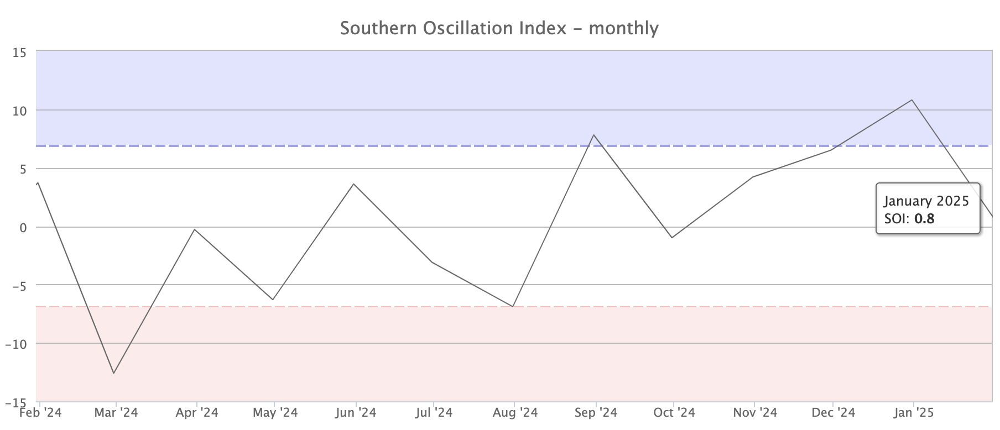 Southern Oscillation Index – monthly
15
10
5
0
−5
−10
−15
January 2025
SOI: 0.8
Feb '24 Mar '24 Apr '24 May '24 Jun '24 Jul '24 Aug '24 Sep '24 Oct '24 Nov '24 Dec '24 Jan '25